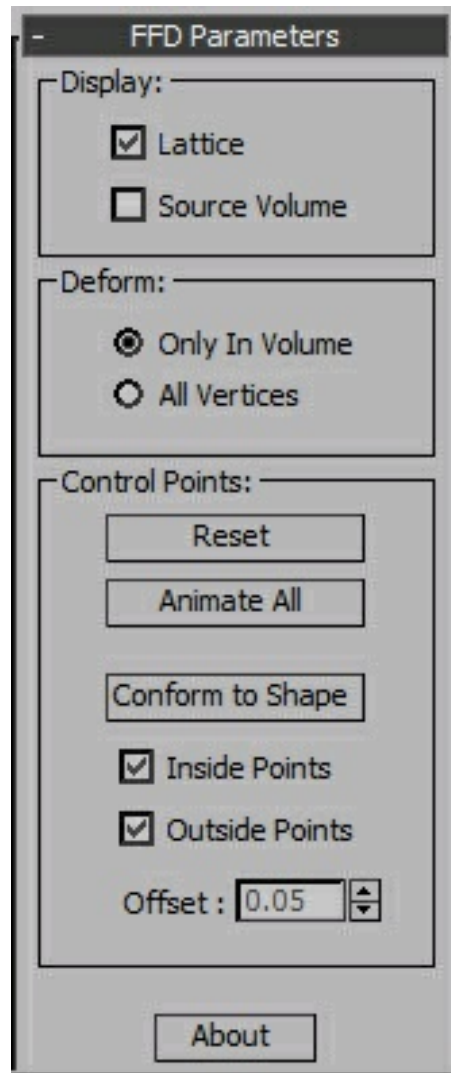 - FFD Parameters
Display:
Lattice
Source Volume
Deform:
Only In Volume
All Vertices
Control Points:
Reset
Animate All
Conform to Shape
Inside Points
Outside Points
Offset : 0.05
About